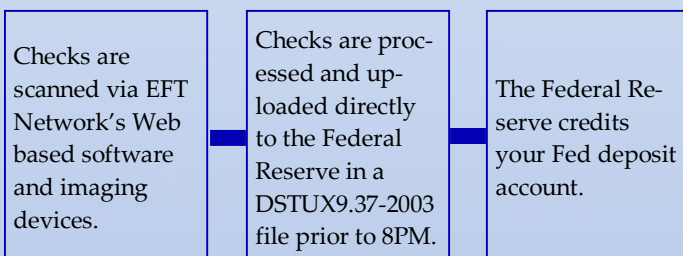 Checks are
scanned via EFT
Network's Web
based software
and imaging
devices.
Checks are proc-
essed and up-
loaded directly
to the Federal
Reserve in a
DSTUX9.37-2003
file prior to 8PM.
The Federal Re-
serve credits
your Fed deposit
account.